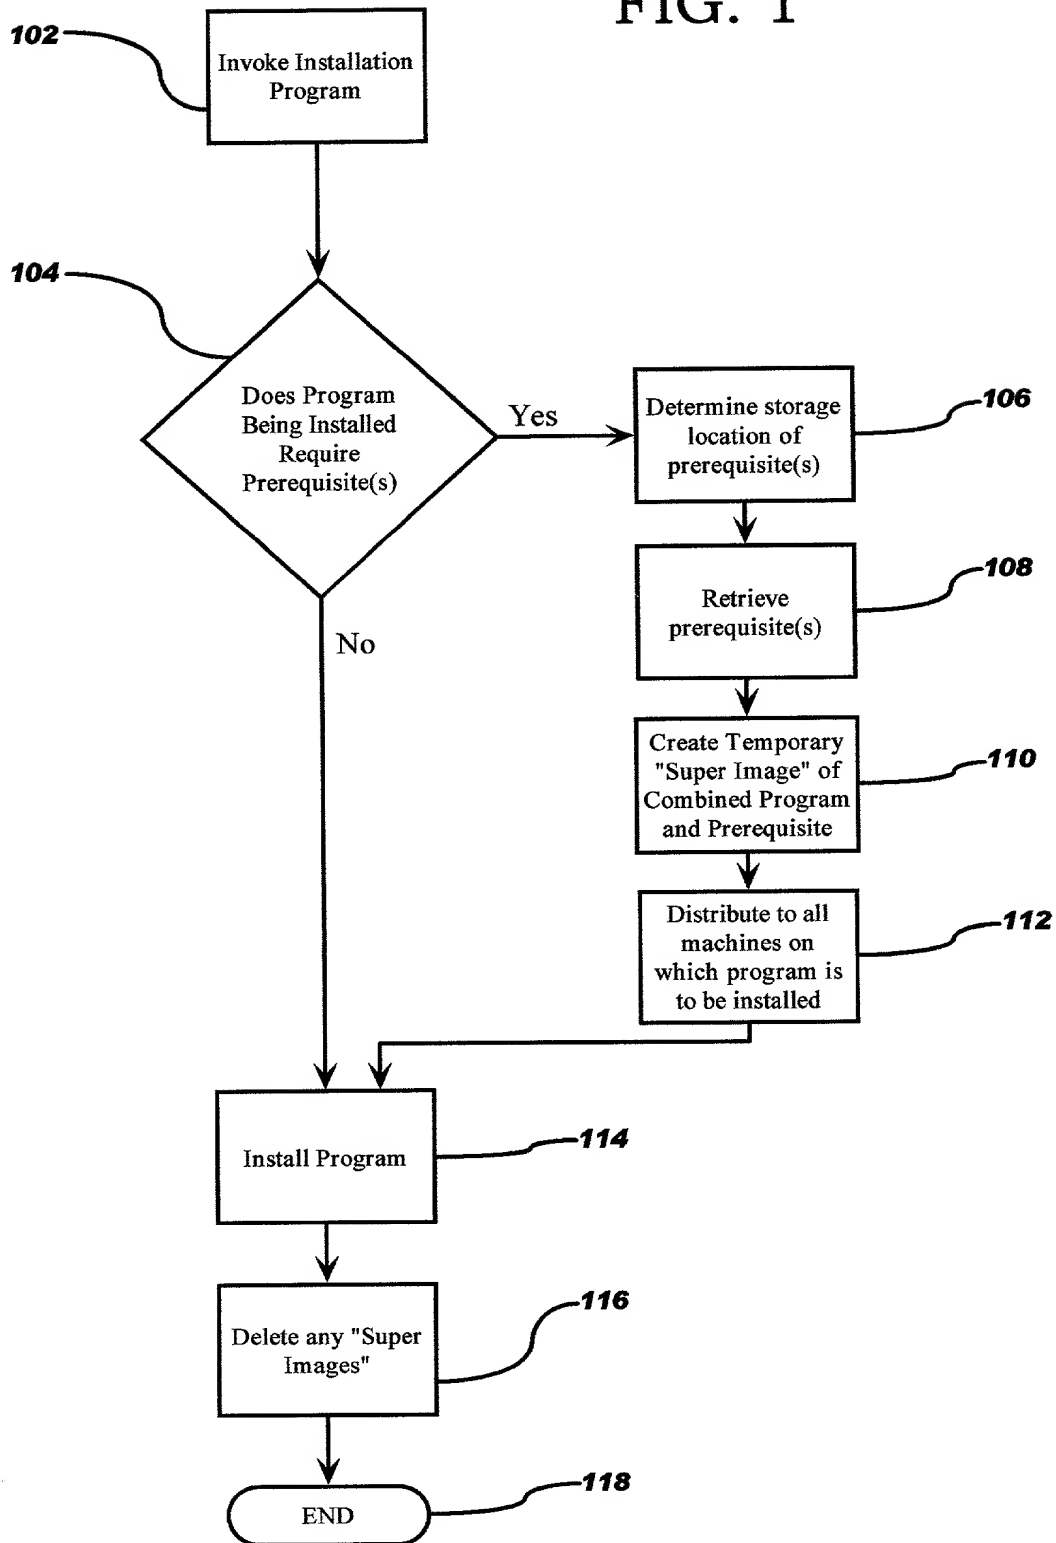 FIG. 1
102
Invoke Installation
Program
104
Does Program
Being Installed
Require
Prerequisite(s)
Yes
Determine storage
location of
prerequisite(s)
106
Retrieve
prerequisite(s)
108
No
Create Temporary
"Super Image" of
Combined Program
and Prerequisite
110
Distribute to all
machines on
which program is
to be installed
112
Install Program
114
Delete any "Super
Images"
116
END
118